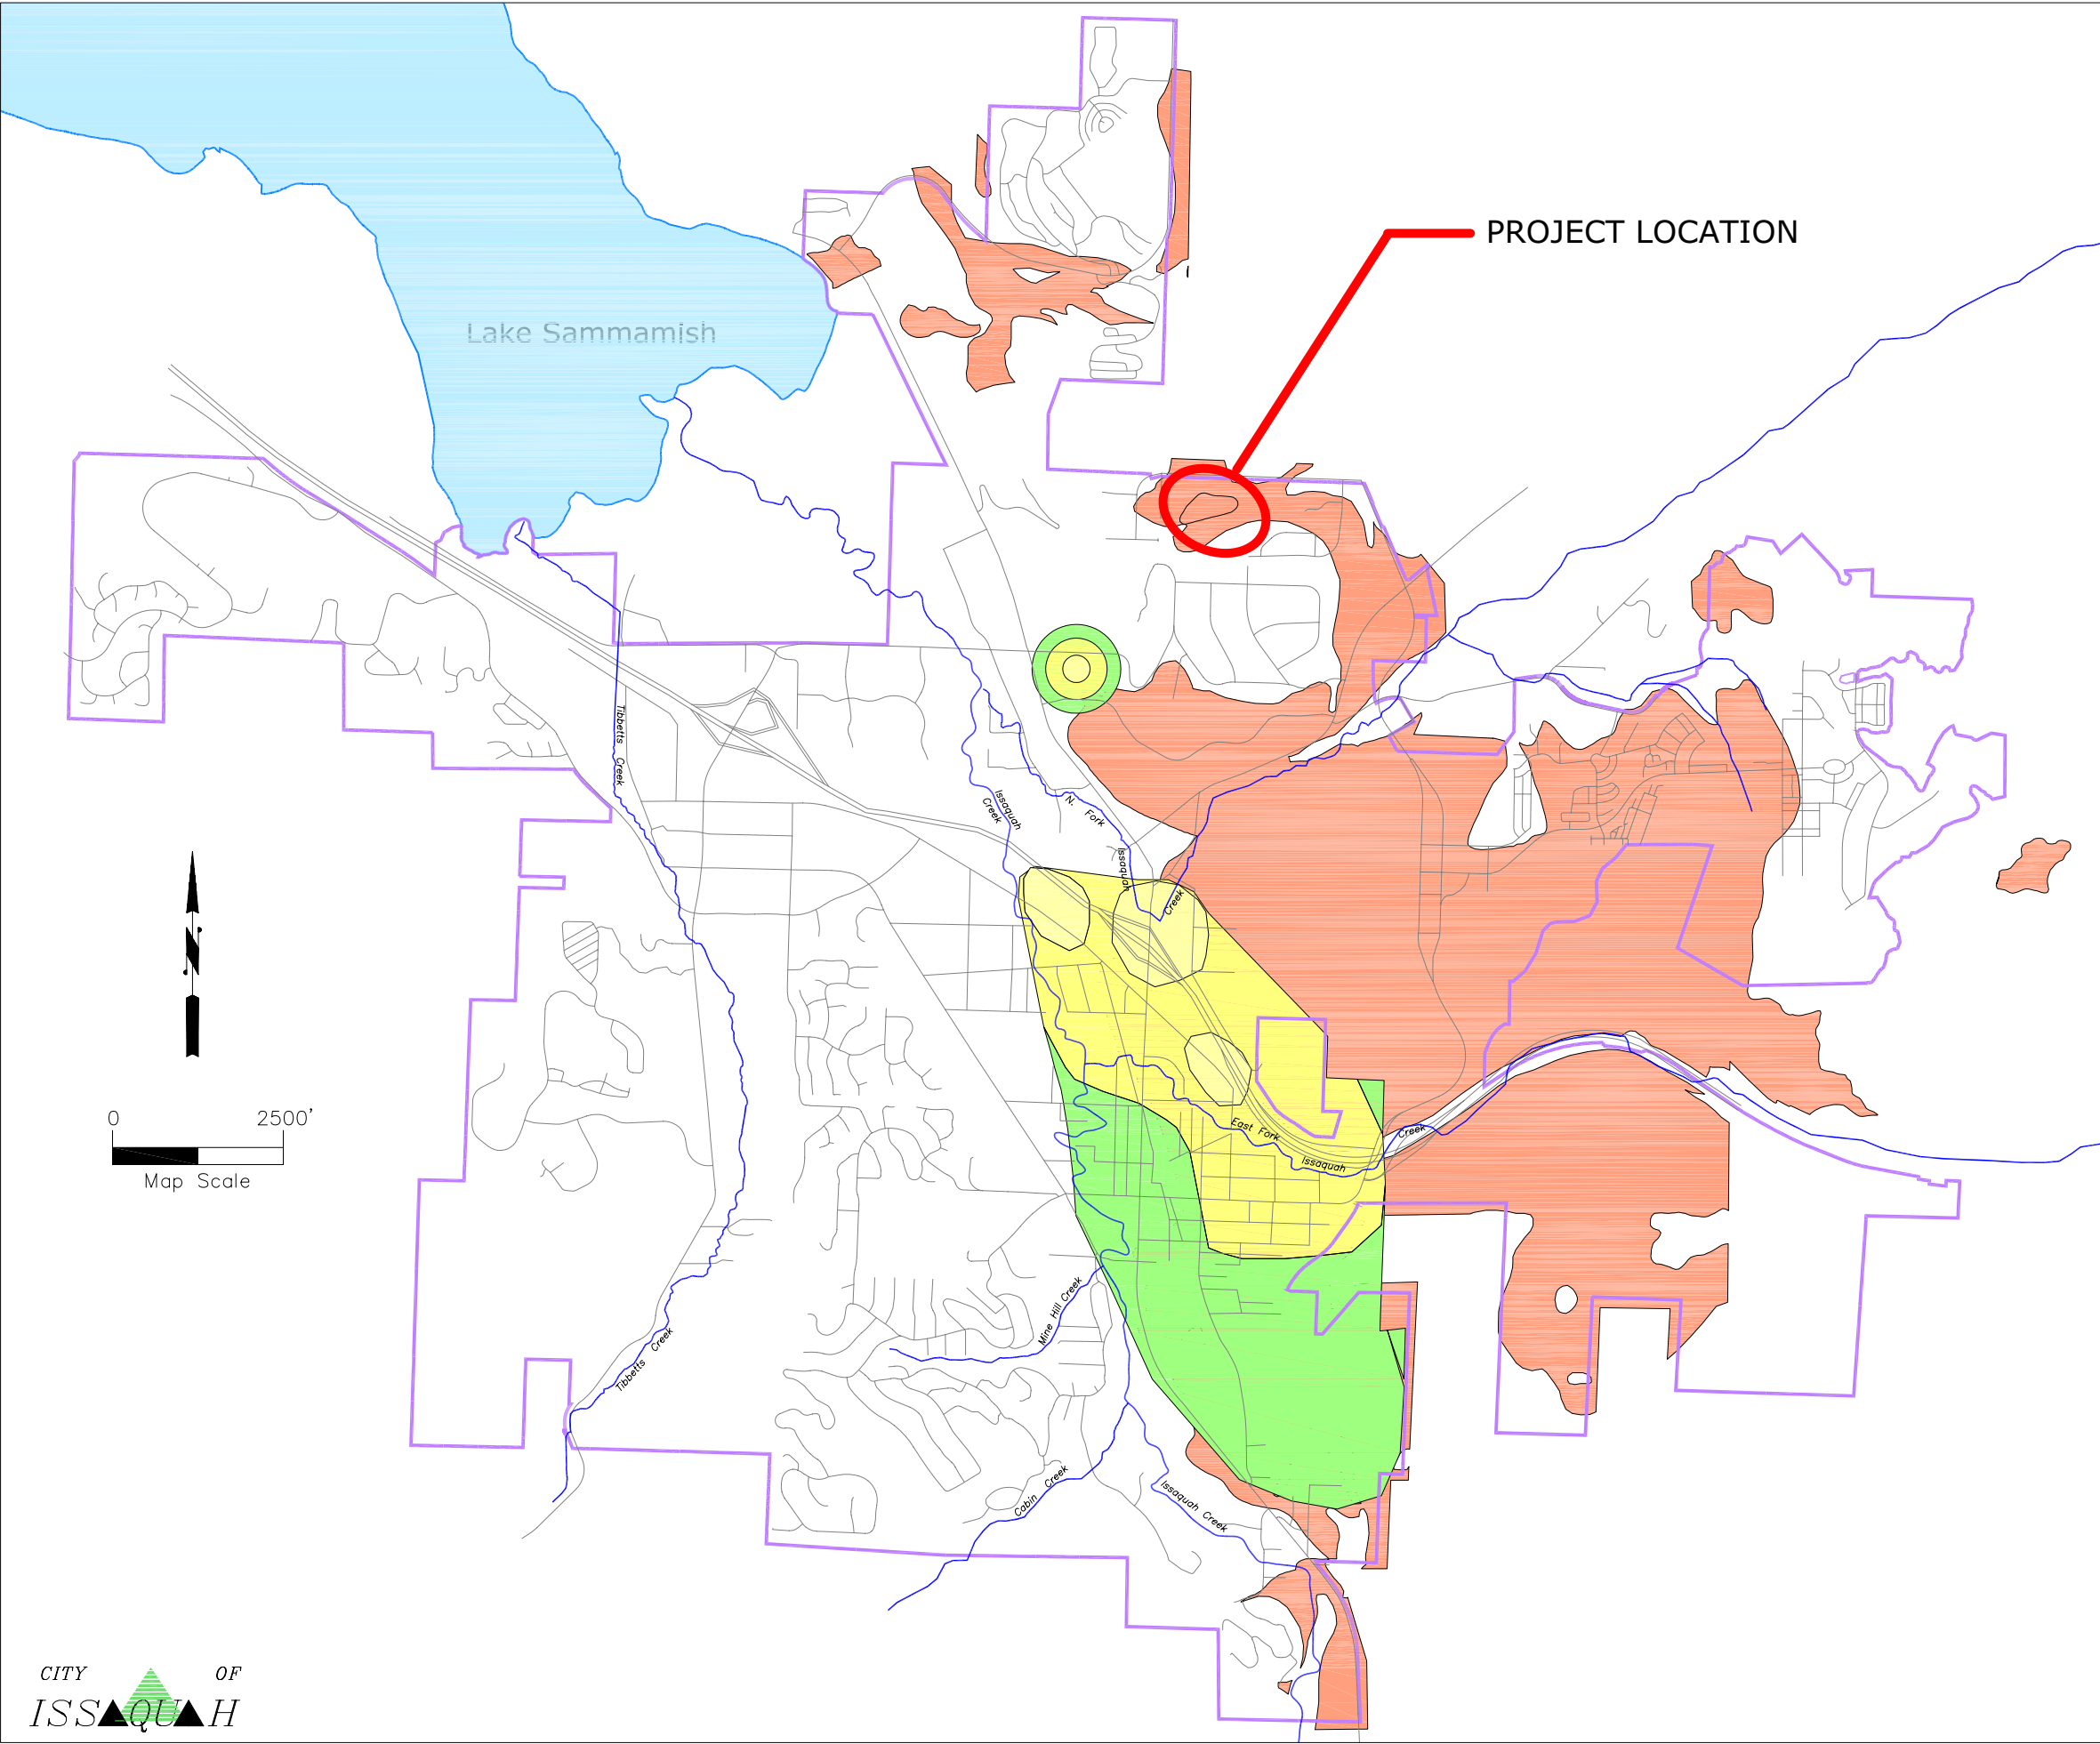 PROJECT LOCATION
Lake Sammamish
Tibbetts Creek
Issaquah
Creek
N. Fork
Issaquah
Creek
0 2500'
Map Scale
East Fork
Issaquah
Creek
Mine Hill Creek
Tibbetts Creek
Cabin Creek
Issaquah Creek
CITY OF
ISSAQUAH